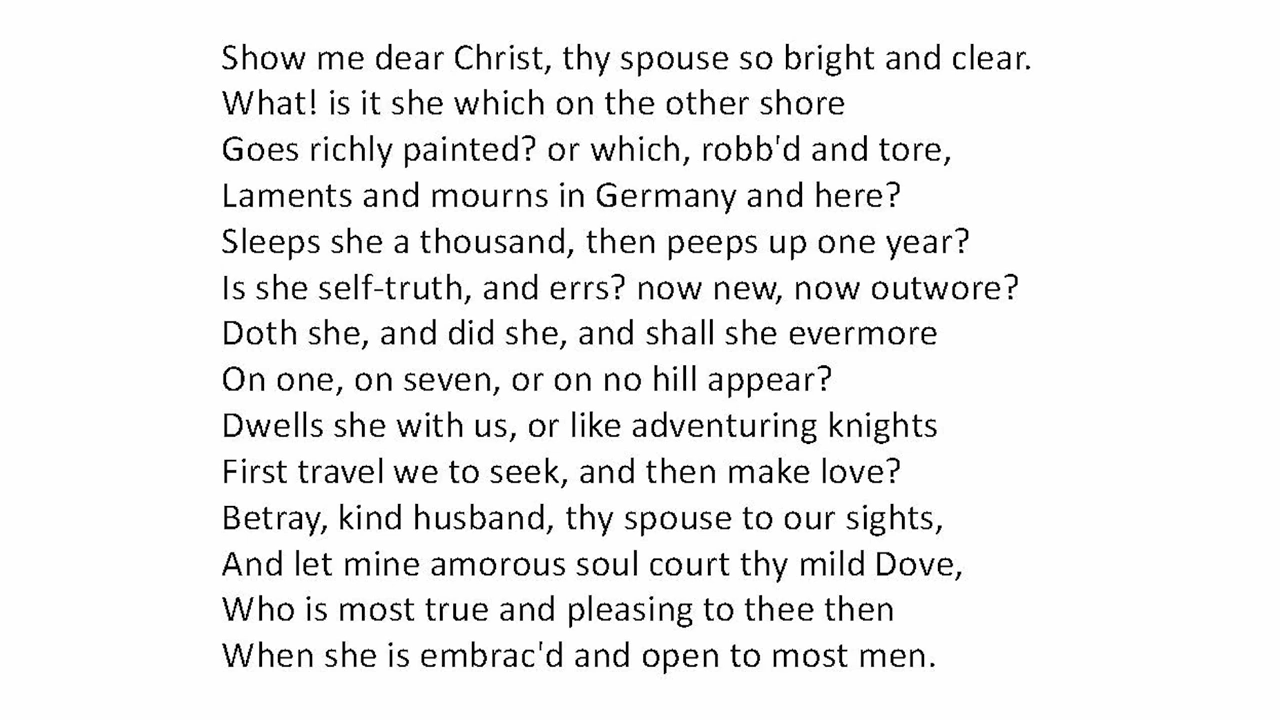 Show me dear Christ, thy spouse so bright and clear.
What! is it she which on the other shore
Goes richly painted? or which, robb'd and tore,
Laments and mourns in Germany and here?
Sleeps she a thousand, then peeps up one year?
Is she self-truth, and errs? now new, now outwore?
Doth she, and did she, and shall she evermore
On one, on seven, or on no hill appear?
Dwells she with us, or like adventuring knights
First travel we to seek, and then make love?
Betray, kind husband, thy spouse to our sights,
And let mine amorous soul court thy mild Dove,
Who is most true and pleasing to thee then
When she is embrac'd and open to most men.